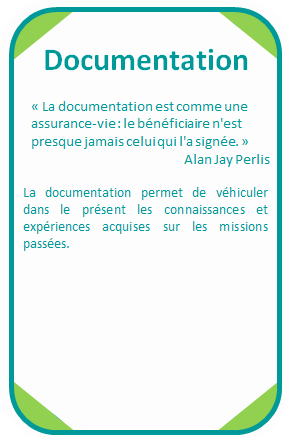 Documentation
« La documentation est comme une
assurance-vie : le bénéficiaire n'est
presque jamais celui qui l'a signée. »
Alan Jay Perlis
La documentation permet de véhiculer
dans le présent les connaissances et
expériences acquises sur les missions
passées.